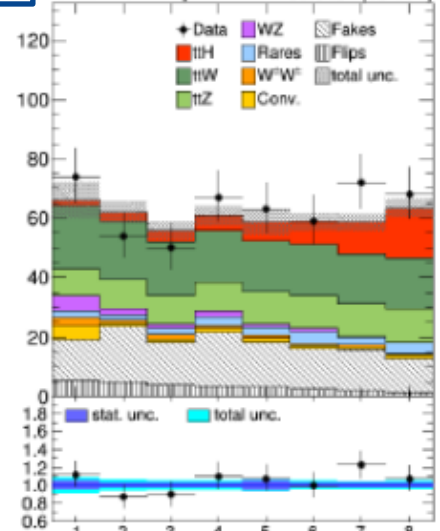 120
100
80
60
40
20
0
Data WZ Fakes
ttH Rares Flips
ttW W±W± total unc.
ttZ Conv.
1.8
1.6
1.4
1.2
1.0
0.8
0.6
stat. unc. total unc.
1 2 3 4 5 6 7 8